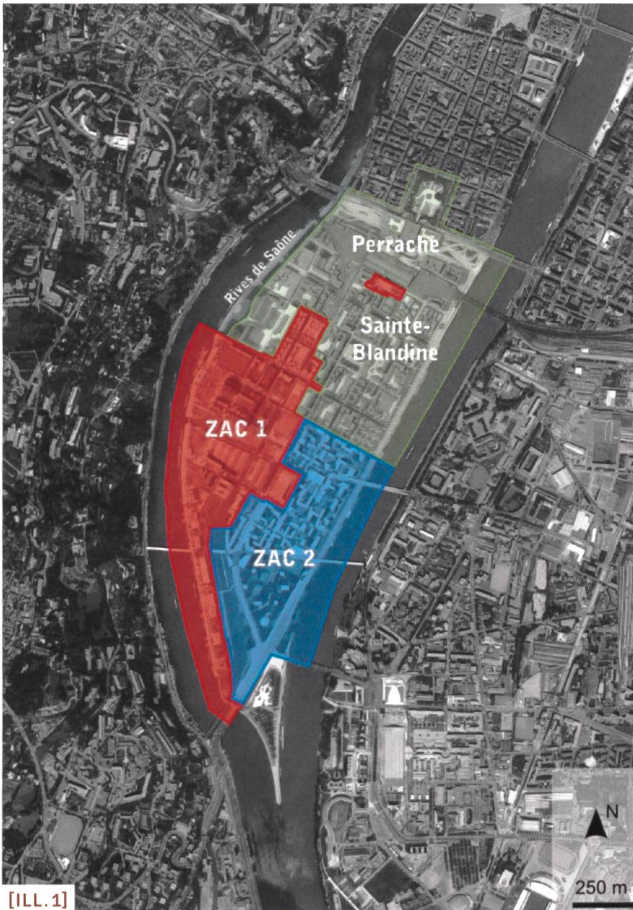 Perrache
Rives de Saône
Sainte-
Blandine
ZAC 1
ZAC 2
N
250 m
[ILL.1]